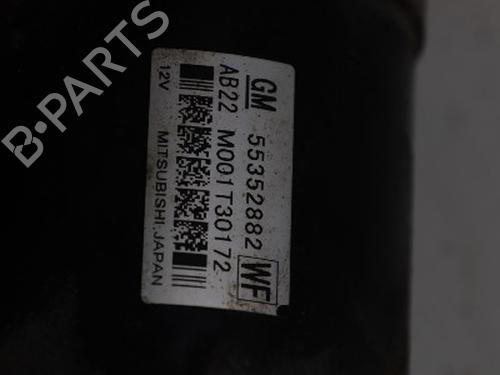 GM 55352882 WF
AB22 M001T30172
12V MITSUBISHI, JAPAN
B-PARTS